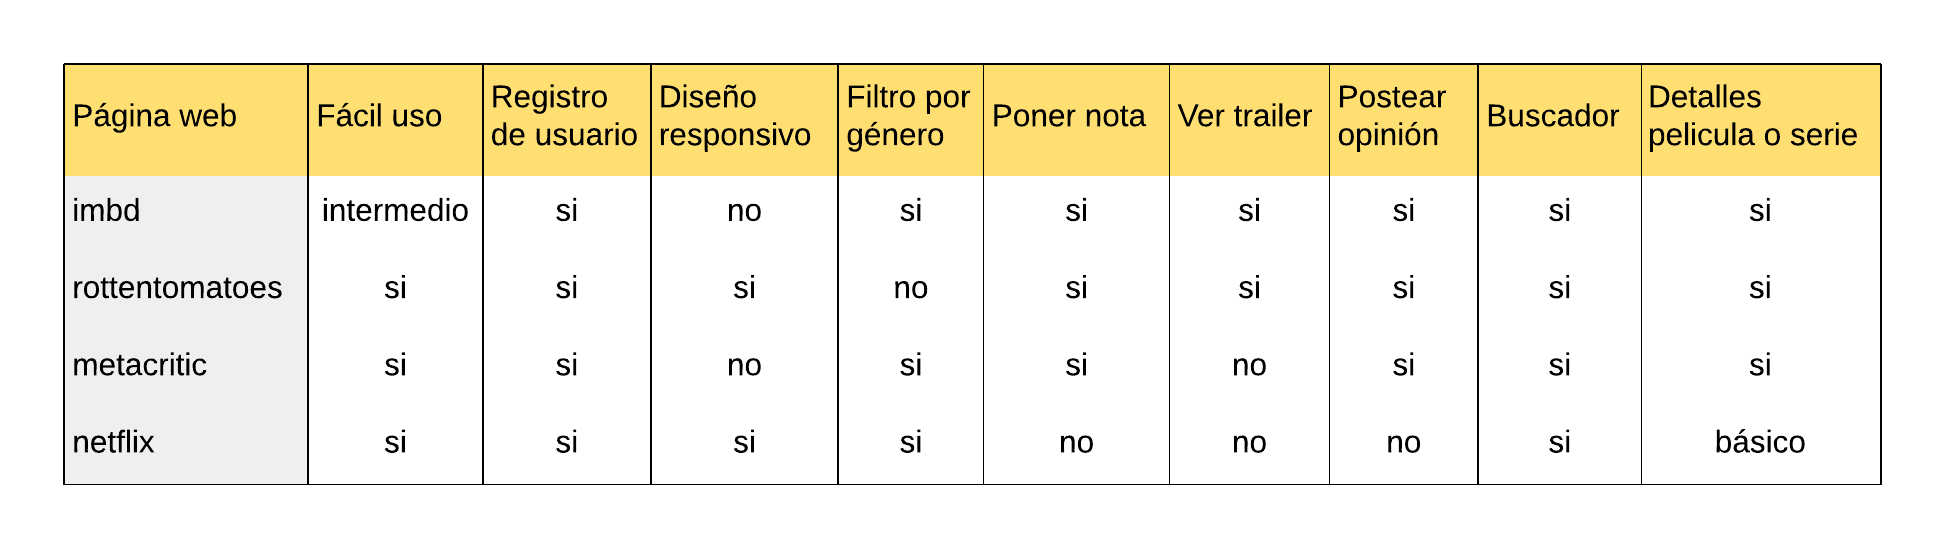 Página web Fácil uso Registro de usuario Diseño responsivo Filtro por género Poner nota Ver trailer Postear opinión Buscador Detalles pelicula o serie
imbd intermedio si no si si si si si si
rottentomatoes si si si no si si si si si
metacritic si si no si si no si si si
netflix si si si si no no no si básico